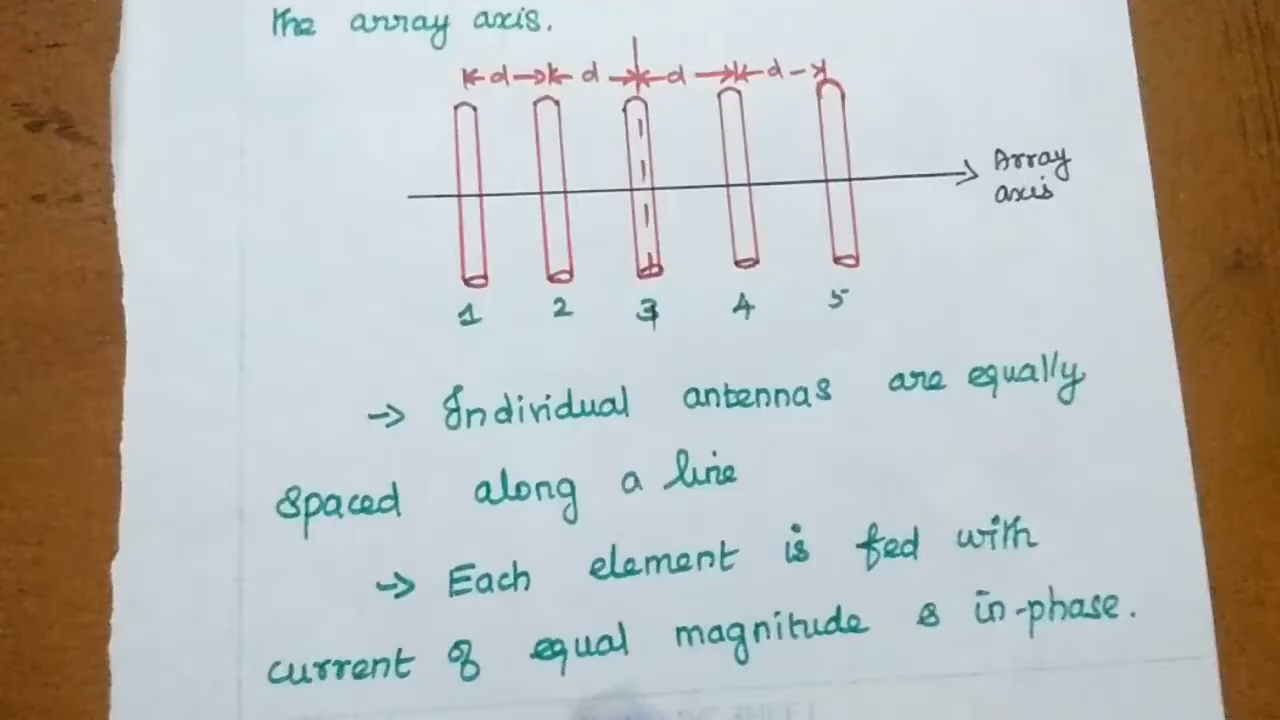 the array axis.
d d d d
Array
axis
1 2 3 4 5
→ Individual antennas are equally
spaced along a line
→ Each element is fed with
current of equal magnitude & in-phase.